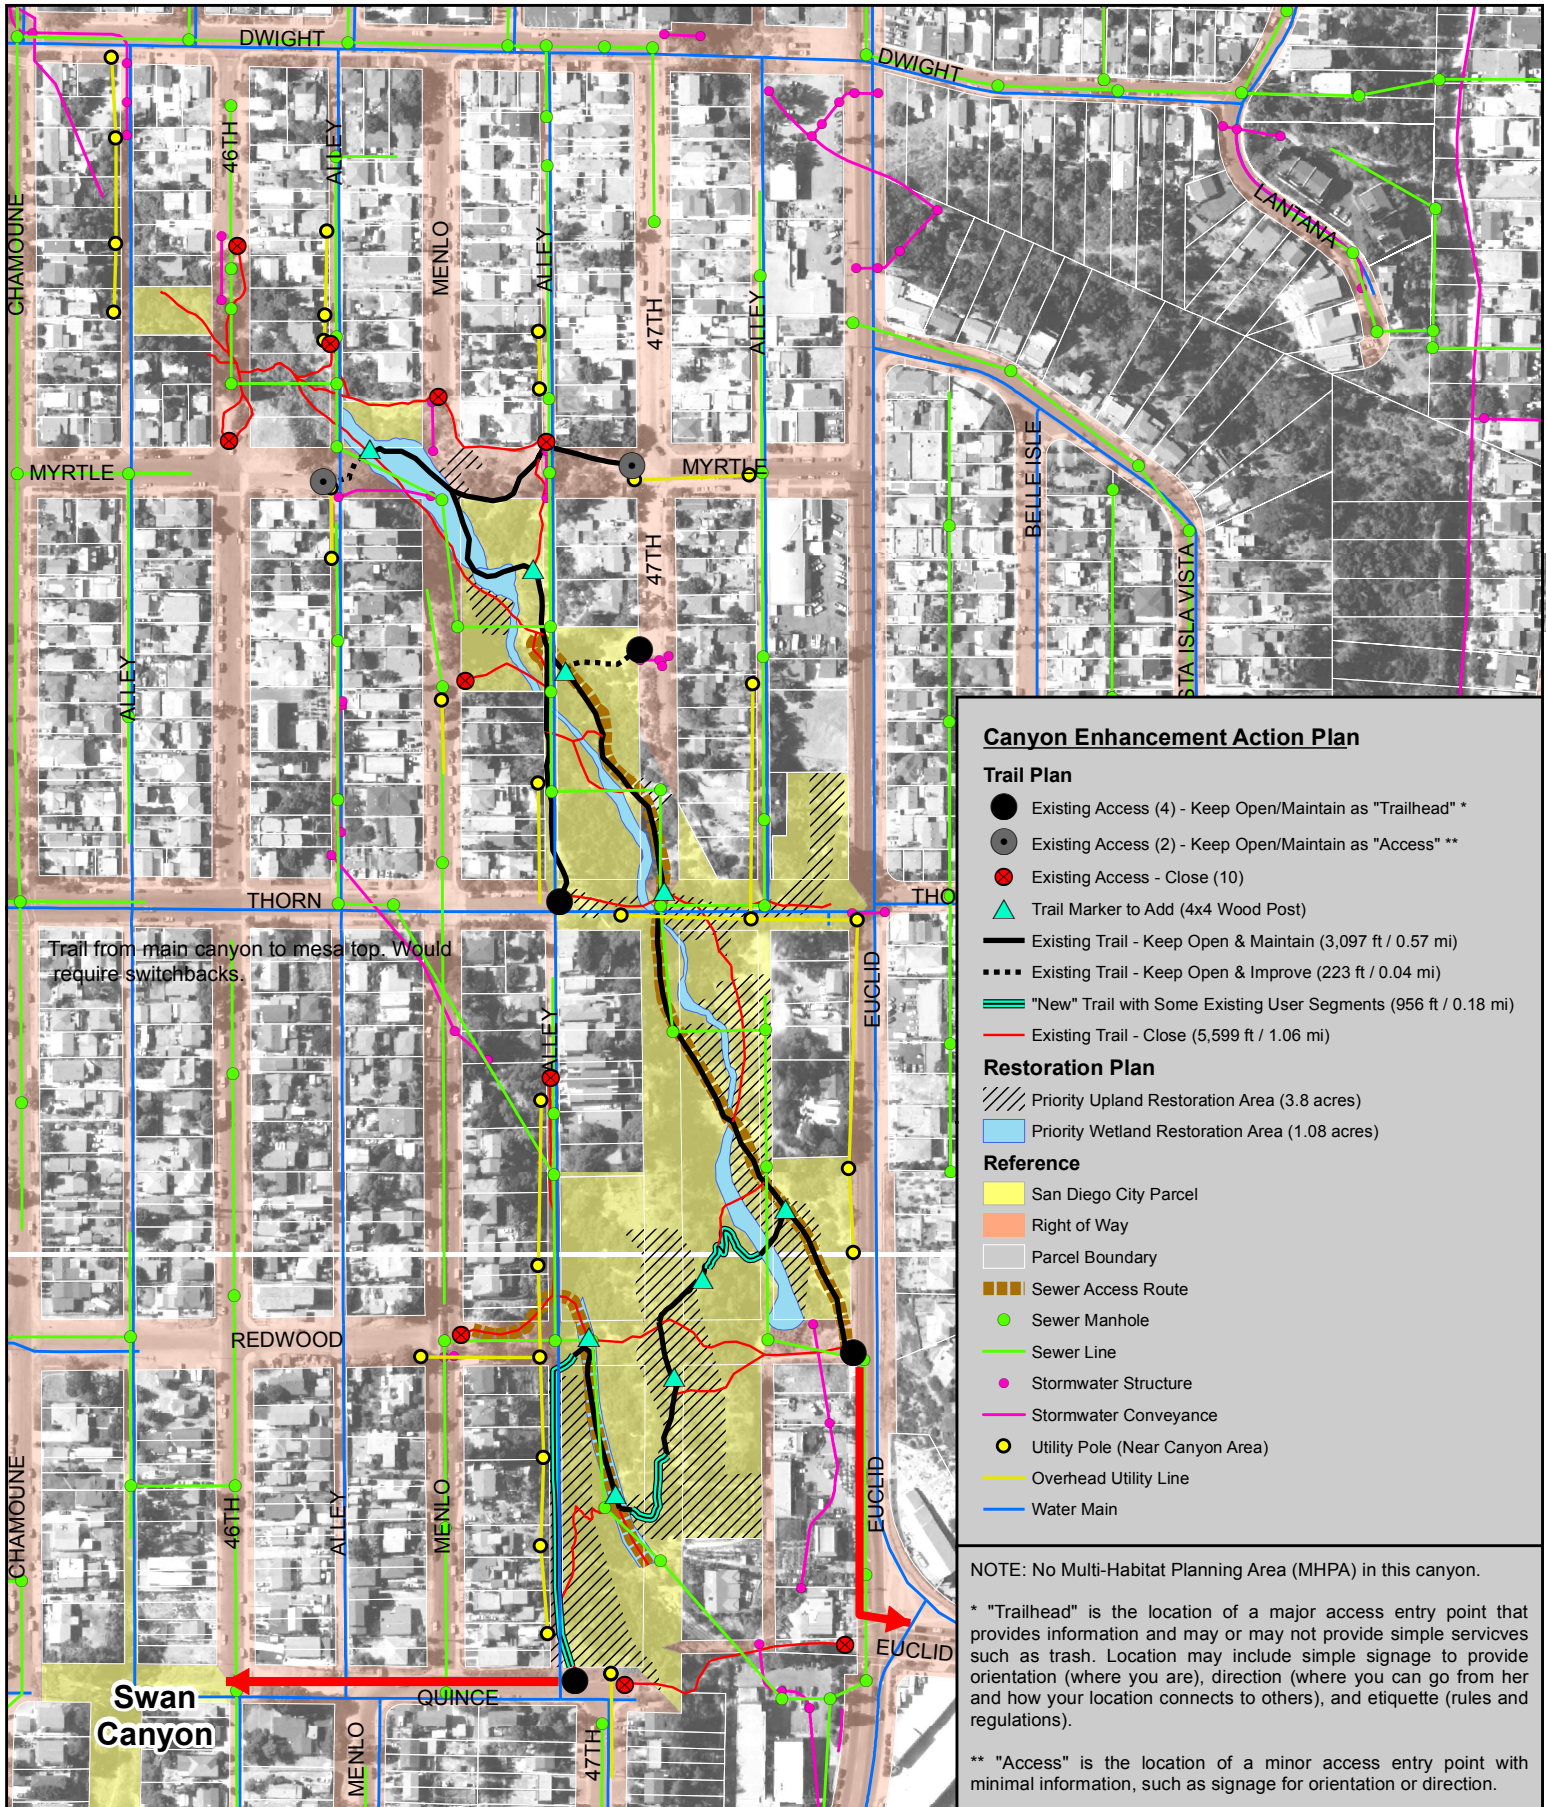 DWIGHT
DWIGHT
46TH
ALLEY
CHAMOUNE
MENLO
ALLEY
47TH
ALLEY
LANTANA
MYRTLE
MYRTLE
BELLE ISLE
47TH
STA ISLA VISTA
ALLEY
THORN
THO
Trail from main canyon to mesa top. Would
require switchbacks.
EUCLID
ALLEY
REDWOOD
CHAMOUNE
46TH
ALLEY
MENLO
EUCLID
EUCLID
QUINCE
Swan
Canyon
MENLO
47TH
Canyon Enhancement Action Plan
Trail Plan
Existing Access (4) - Keep Open/Maintain as "Trailhead" *
Existing Access (2) - Keep Open/Maintain as "Access" **
Existing Access - Close (10)
Trail Marker to Add (4x4 Wood Post)
Existing Trail - Keep Open & Maintain (3,097 ft / 0.57 mi)
Existing Trail - Keep Open & Improve (223 ft / 0.04 mi)
"New" Trail with Some Existing User Segments (956 ft / 0.18 mi)
Existing Trail - Close (5,599 ft / 1.06 mi)
Restoration Plan
Priority Upland Restoration Area (3.8 acres)
Priority Wetland Restoration Area (1.08 acres)
Reference
San Diego City Parcel
Right of Way
Parcel Boundary
Sewer Access Route
Sewer Manhole
Sewer Line
Stormwater Structure
Stormwater Conveyance
Utility Pole (Near Canyon Area)
Overhead Utility Line
Water Main
NOTE: No Multi-Habitat Planning Area (MHPA) in this canyon.
* "Trailhead" is the location of a major access entry point that
provides information and may or may not provide simple servicves
such as trash. Location may include simple signage to provide
orientation (where you are), direction (where you can go from her
and how your location connects to others), and etiquette (rules and
regulations).
** "Access" is the location of a minor access entry point with
minimal information, such as signage for orientation or direction.